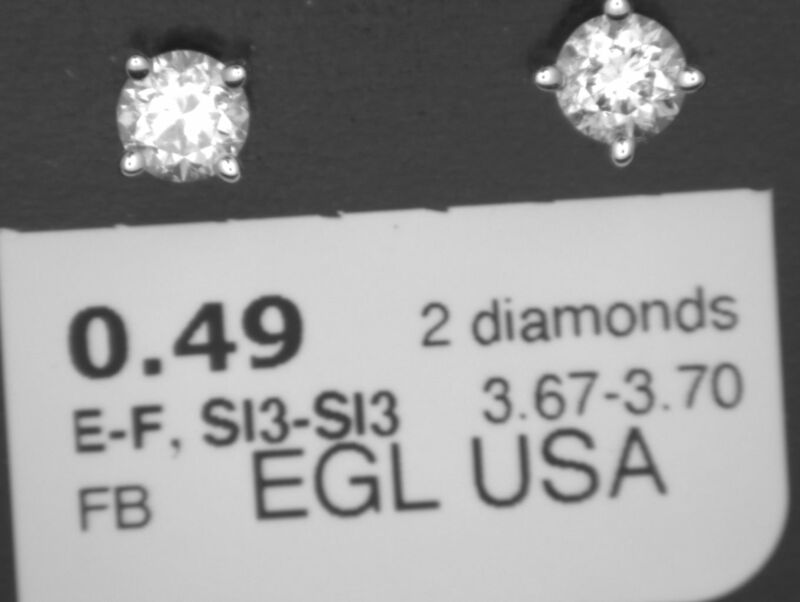 0.49 2 diamonds
E-F, SI3-SI3 3.67-3.70
FB EGL USA